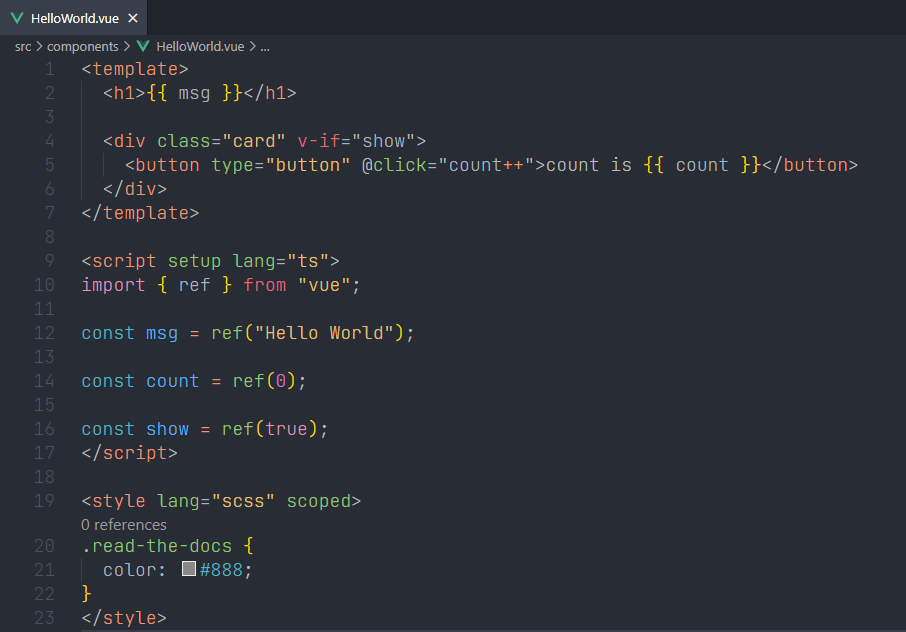 HelloWorld.vue ×
src > components > HelloWorld.vue > ...
1 <template>
2   <h1>{{ msg }}</h1>
3
4   <div class="card" v-if="show">
5     <button type="button" @click="count++">count is {{ count }}</button>
6   </div>
7 </template>
8
9 <script setup lang="ts">
10 import { ref } from "vue";
11
12 const msg = ref("Hello World");
13
14 const count = ref(0);
15
16 const show = ref(true);
17 </script>
18
19 <style lang="scss" scoped>
0 references
20 .read-the-docs {
21   color: #888;
22 }
23 </style>